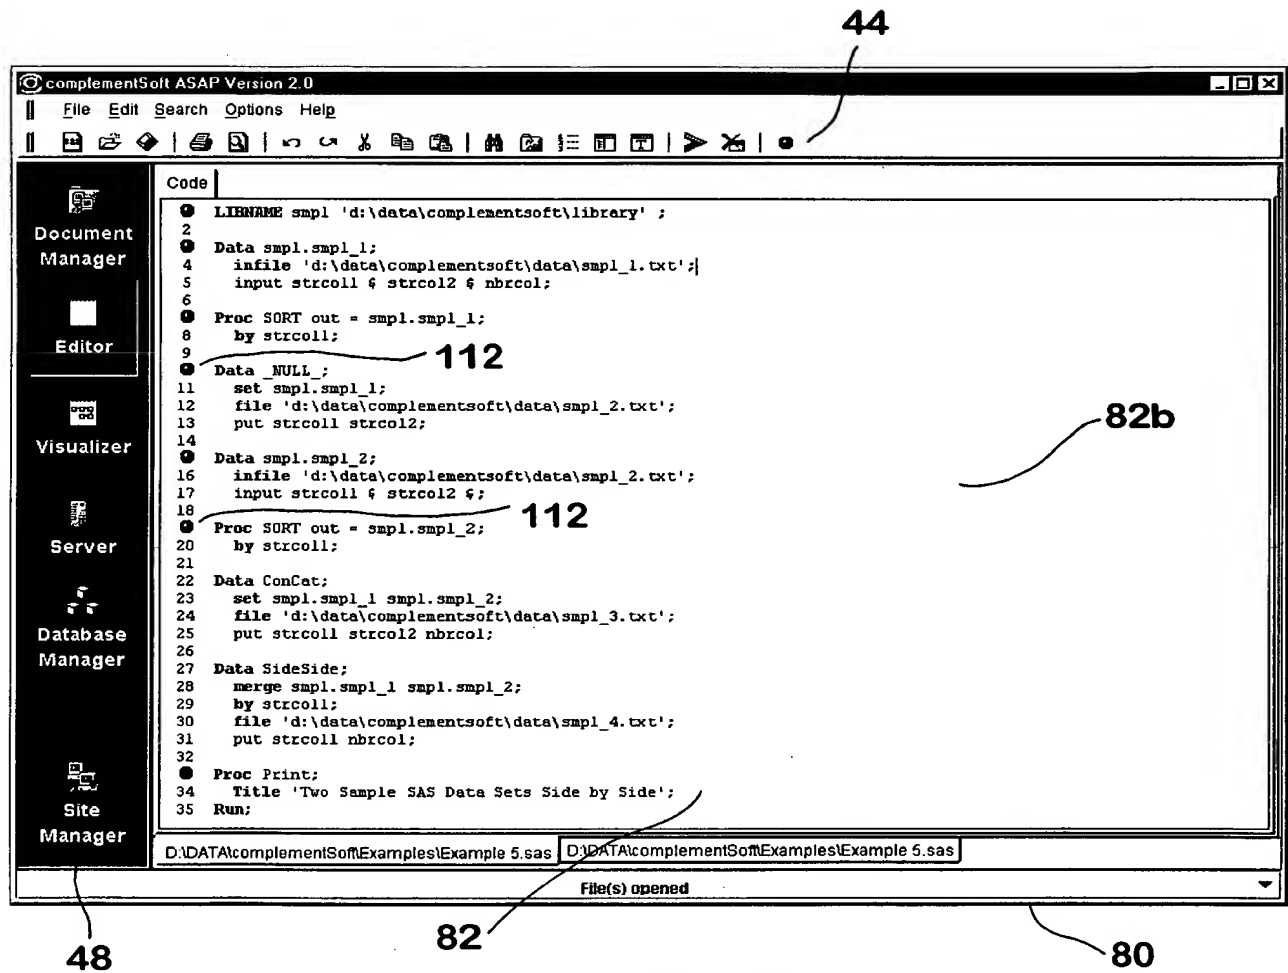 44
complementSoft ASAP Version 2.0
File Edit Search Options Help
Code
LIBNAME smpl 'd:\data\complementsoft\library' ;
2
Data smpl.smpl_1;
4 infile 'd:\data\complementsoft\data\smpl_1.txt';
5 input strcol1 $ strcol2 $ nbrcol;
6
Proc SORT out = smpl.smpl_1;
8 by strcol1;
9
112
Data _NULL_;
11 set smpl.smpl_1;
12 file 'd:\data\complementsoft\data\smpl_2.txt';
13 put strcol1 strcol2;
14
82b
Data smpl.smpl_2;
16 infile 'd:\data\complementsoft\data\smpl_2.txt';
17 input strcol1 $ strcol2 $;
18
112
Proc SORT out = smpl.smpl_2;
20 by strcol1;
21
22 Data ConCat;
23 set smpl.smpl_1 smpl.smpl_2;
24 file 'd:\data\complementsoft\data\smpl_3.txt';
25 put strcol1 strcol2 nbrcol;
26
27 Data SideSide;
28 merge smpl.smpl_1 smpl.smpl_2;
29 by strcol1;
30 file 'd:\data\complementsoft\data\smpl_4.txt';
31 put strcol1 nbrcol;
32
Proc Print;
34 Title 'Two Sample SAS Data Sets Side by Side';
35 Run;
Document
Manager
Editor
Visualizer
Server
Database
Manager
Site
Manager
D:\DATA\complementSoft\Examples\Example 5.sas D:\DATA\complementSoft\Examples\Example 5.sas
File(s) opened
48
82
80